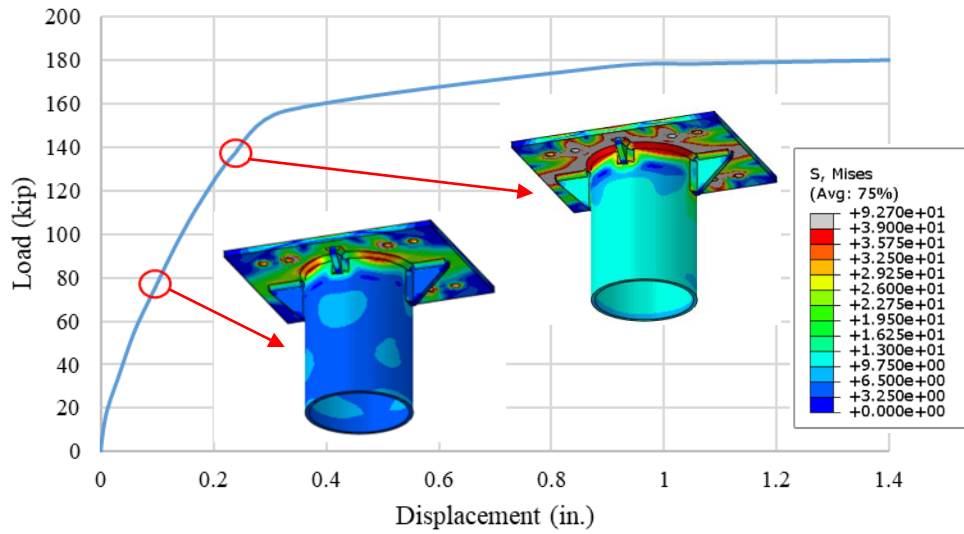 200
180
160
140
120
100
80
60
40
20
0
Load (kip)
0
0.2
0.4
0.6
0.8
1
1.2
1.4
Displacement (in.)
S, Mises
(Avg: 75%)
+9.270e+01
+3.900e+01
+3.575e+01
+3.250e+01
+2.925e+01
+2.600e+01
+2.275e+01
+1.950e+01
+1.625e+01
+1.300e+01
+9.750e+00
+6.500e+00
+3.250e+00
+0.000e+00